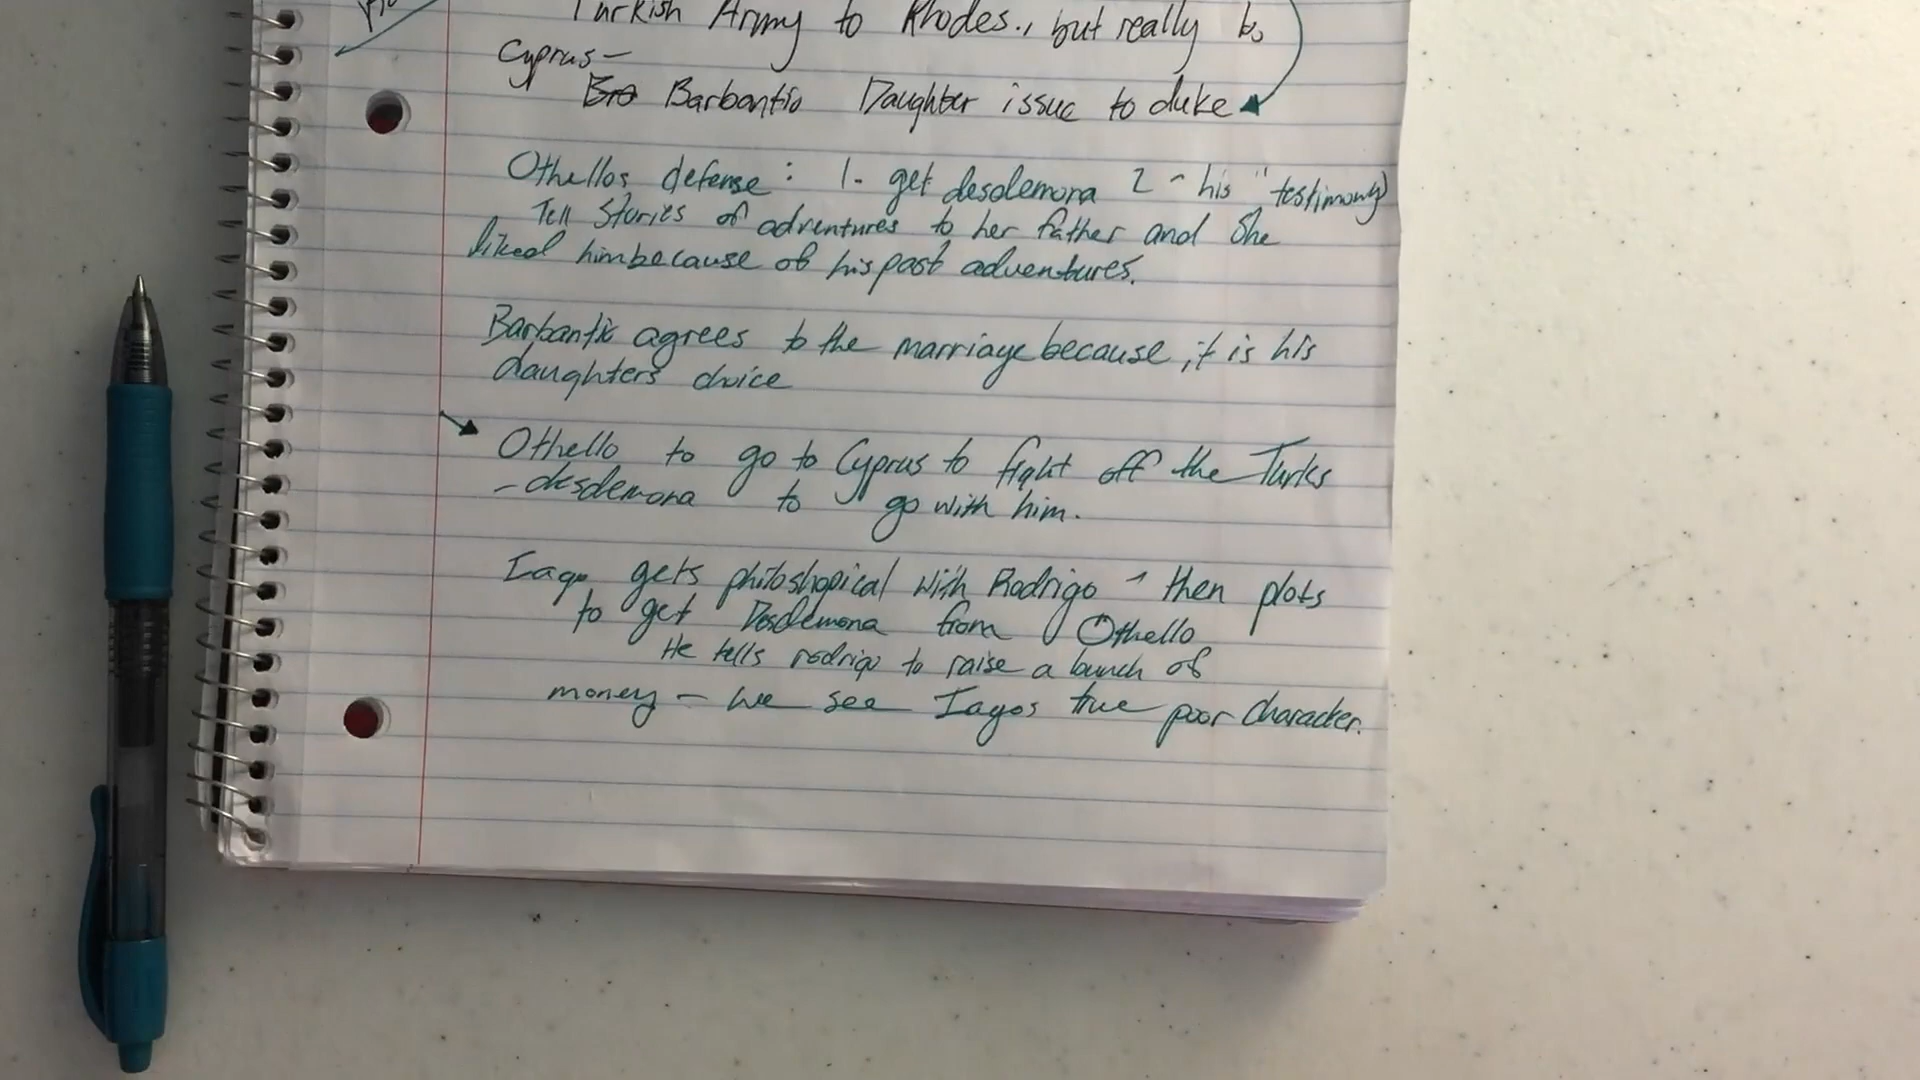 Turkish Army to Rhodes., but really to
Cyprus –
Bra Barbantio Daughter issue to duke
Othellos defense: 1- get desdemora 2 - his "testimony)
Tell Stories of adventures to her father and She
liked him because of his past adventures.
Barbantio agrees to the marriage because it is his
daughters choice
Othello to go to Cyprus to fight off the Turks
- desdemora to go with him.
Iago gets philoshopical with Rodrigo - then plots
to get Desdemona from Othello
He tells rodrigo to raise a bunch of
money – we see Iagos true poor Character.